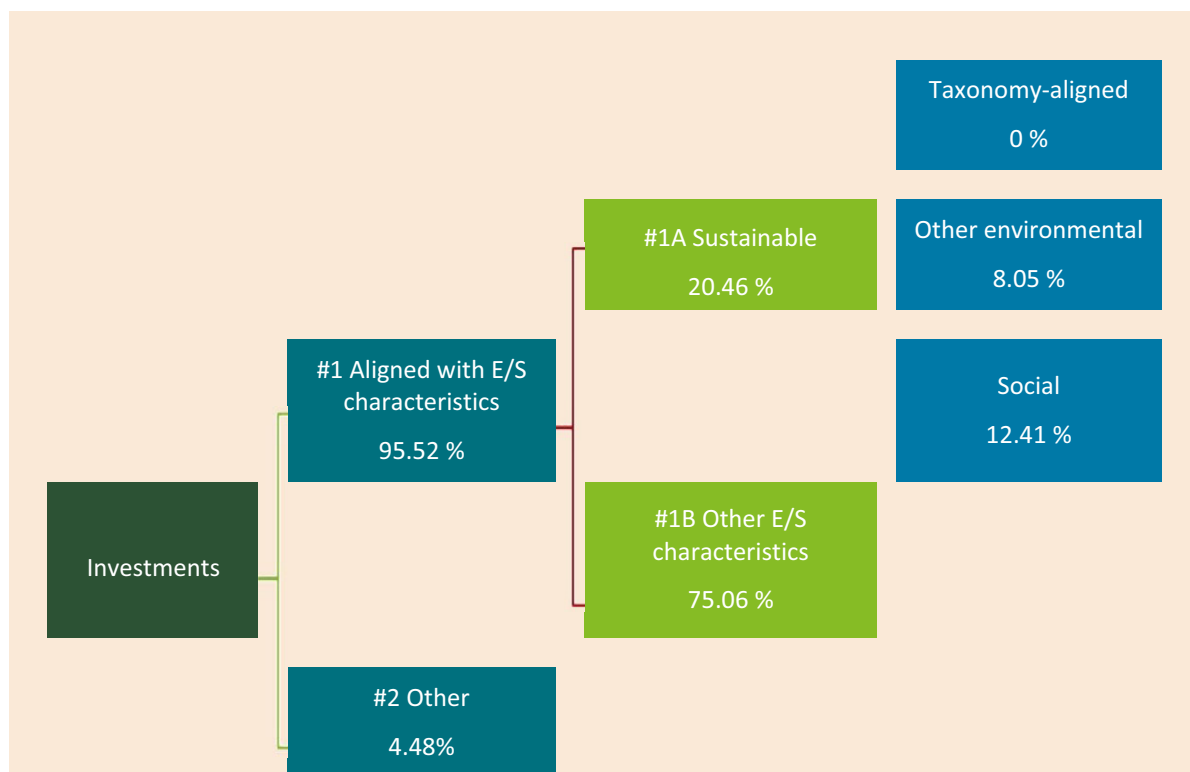 Investments
#1 Aligned with E/S
characteristics
95.52 %
#2 Other
4.48%
#1A Sustainable
20.46 %
#1B Other E/S
characteristics
75.06 %
Taxonomy-aligned
0 %
Other environmental
8.05 %
Social
12.41 %